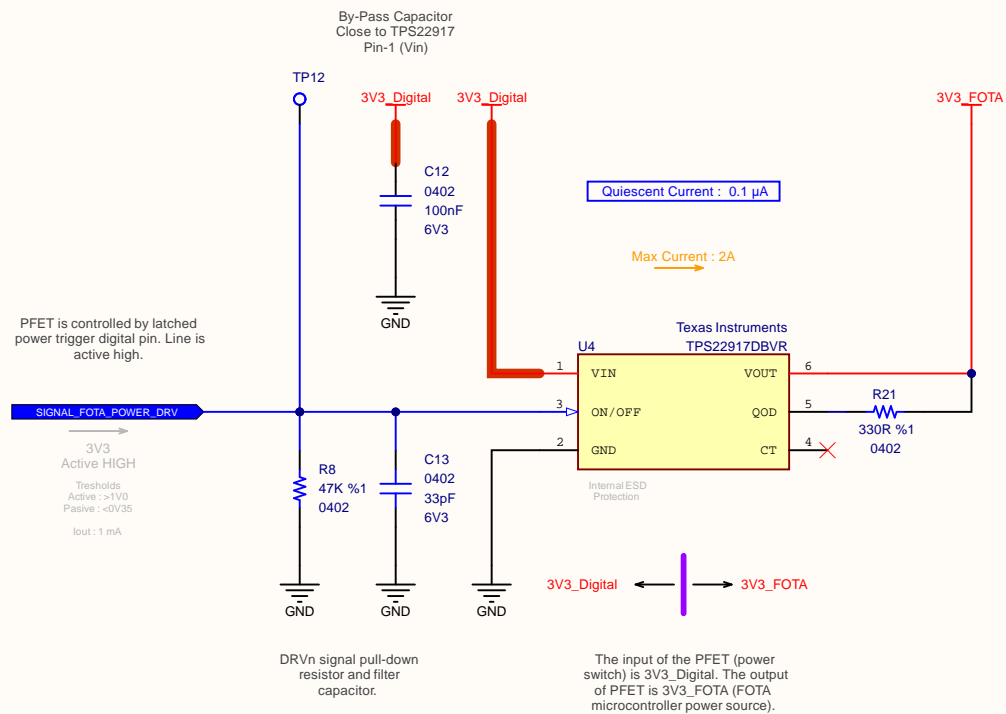 By-Pass Capacitor
Close to TPS22917
Pin-1 (Vin)
TP12
3V3_Digital
3V3_Digital
3V3_FOTA
C12
0402
100nF
6V3
GND
Quiescent Current :  0.1 µA
Max Current : 2A
PFET is controlled by latched
power trigger digital pin. Line is
active high.
SIGNAL_FOTA_POWER_DRV
3V3
Active HIGH
Tresholds
Active : >1V0
Pasive : <0V35
Iout : 1 mA
Texas Instruments
U4
TPS22917DBVR
1
VIN
VOUT
6
3
ON/OFF
QOD
5
2
GND
CT
4
R21
330R %1
0402
Internal ESD
Protection
R8
47K %1
0402
C13
0402
33pF
6V3
GND
GND
GND
3V3_Digital
3V3_FOTA
DRVn signal pull-down
resistor and filter
capacitor.
The input of the PFET (power
switch) is 3V3_Digital. The output
of PFET is 3V3_FOTA (FOTA
microcontroller power source).